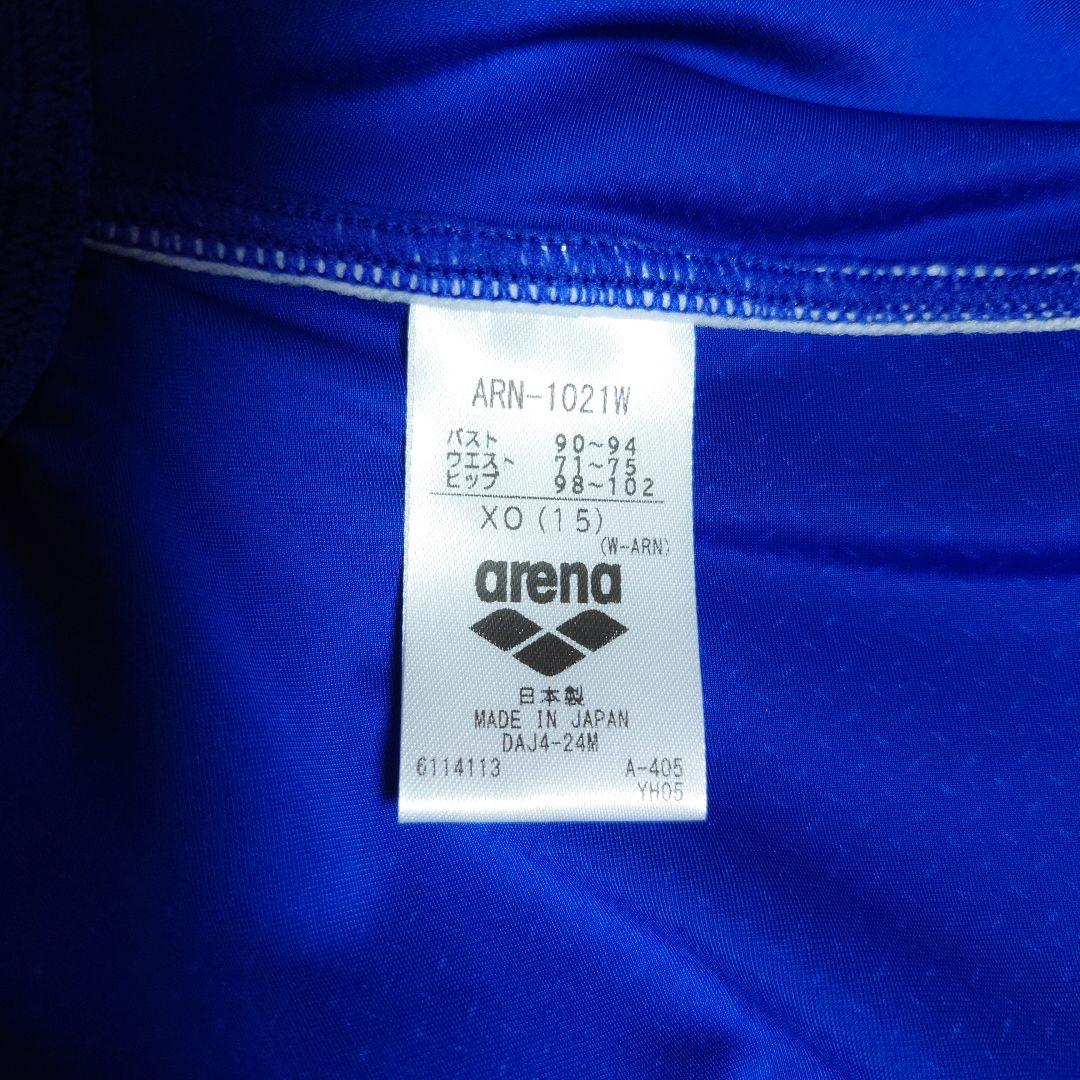 ARN-1021W
バスト 90~94
ウエスト 71~75
ヒップ 98~102
XO(15)
(W-ARN)
arena
日本製
MADE IN JAPAN
DAJ4-24M
6114113 A-405
YH05